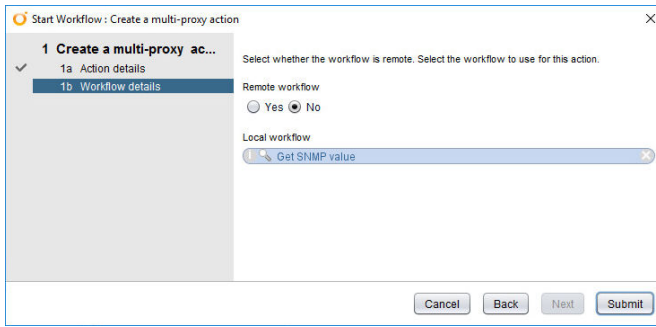 Start Workflow : Create a multi-proxy action
1 Create a multi-proxy ac...
1a Action details
1b Workflow details
Select whether the workflow is remote. Select the workflow to use for this action.
Remote workflow
Yes No
Local workflow
Get SNMP value
Cancel Back Next Submit